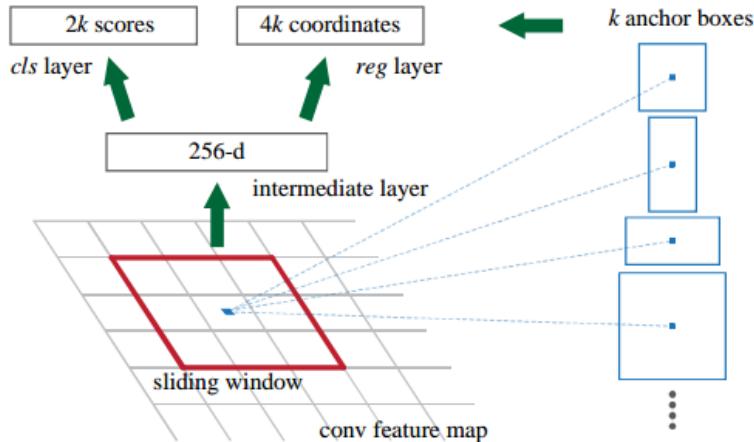 2k scores
4k coordinates
k anchor boxes
cls layer
reg layer
256-d
intermediate layer
sliding window
conv feature map